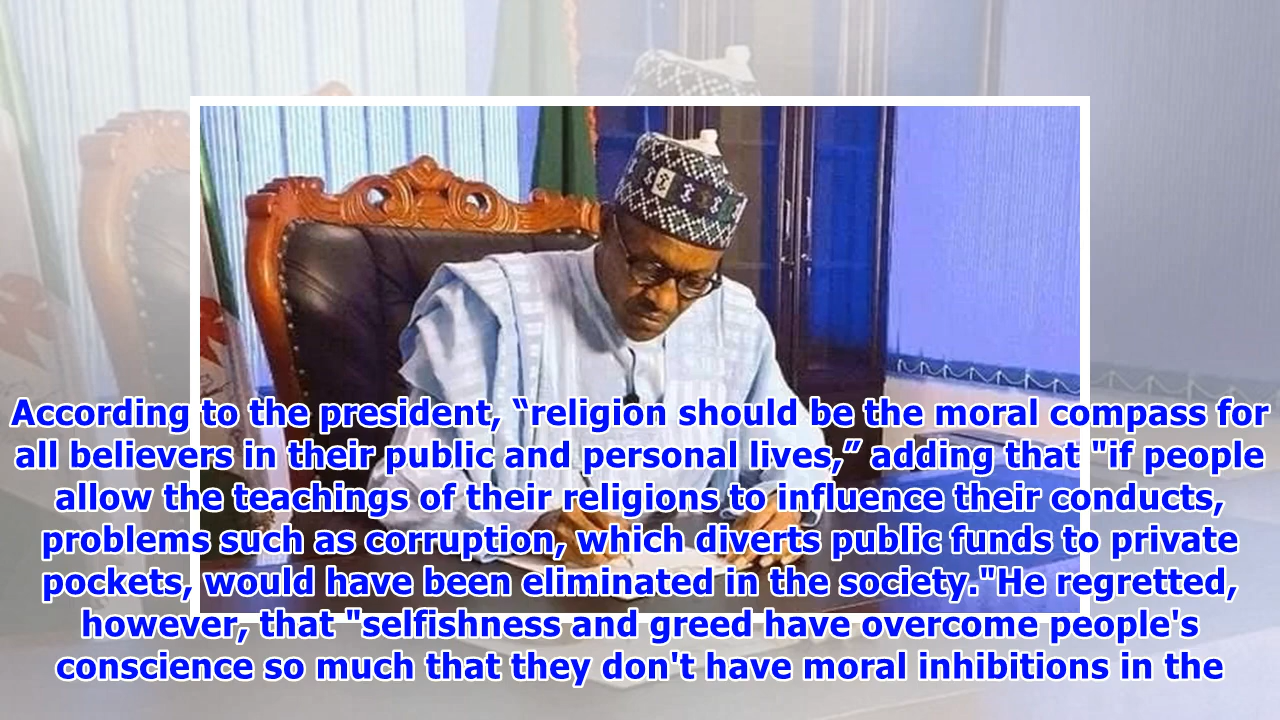 According to the president, “religion should be the moral compass for
all believers in their public and personal lives,” adding that "if people
allow the teachings of their religions to influence their conducts,
problems such as corruption, which diverts public funds to private
pockets, would have been eliminated in the society."He regretted,
however, that "selfishness and greed have overcome people's
conscience so much that they don't have moral inhibitions in the